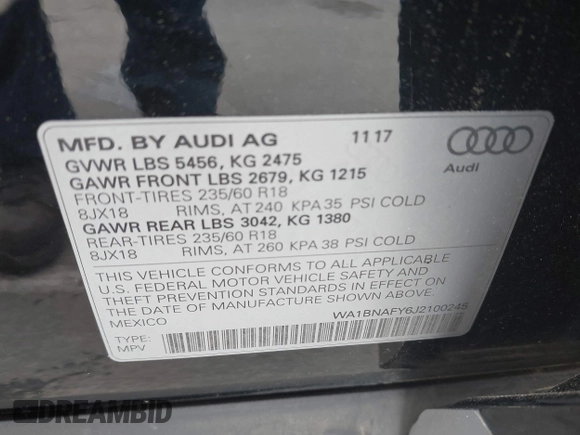 MFD. BY AUDI AG 11 17
GVWR LBS 5456, KG 2475
GAWR FRONT LBS 2679, KG 1215
FRONT-TIRES 235/60 R18
8JX18 RIMS, AT 240 KPA 35 PSI COLD
GAWR REAR LBS 3042, KG 1380
REAR-TIRES 235/60 R18
8JX18 RIMS, AT 260 KPA 38 PSI COLD
Audi
THIS VEHICLE CONFORMS TO ALL APPLICABLE
U.S. FEDERAL MOTOR VEHICLE SAFETY AND
THEFT PREVENTION STANDARDS IN EFFECT ON
THE DATE OF MANUFACTURE SHOWN ABOVE.
MEXICO
WA1BNAFY6J2100245
TYPE:
MPV
DREAMBID